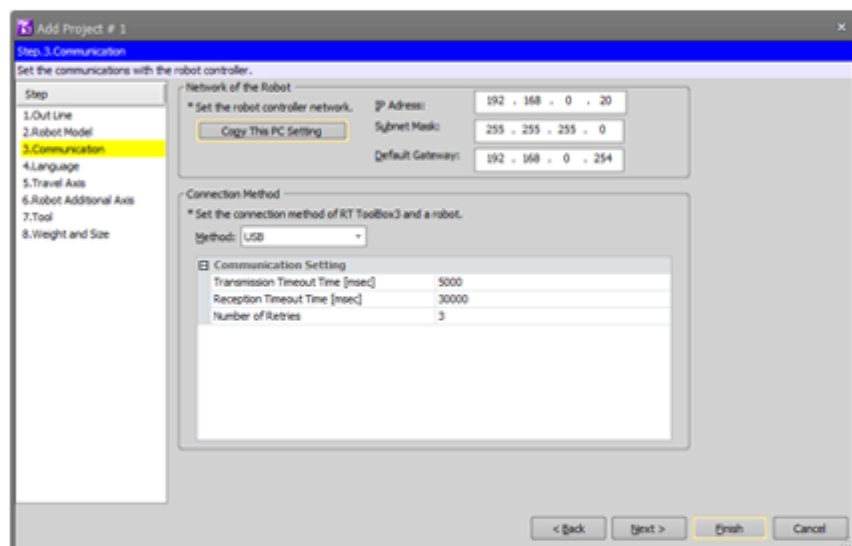 Add Project # 1
Step.3.Communication
Set the communications with the robot controller.
Step
1.Out Line
2.Robot Model
3.Communication
4.Language
5.Travel Axis
6.Robot Additional Axis
7.Tool
8.Weight and Size
Network of the Robot
* Set the robot controller network.
Copy This PC Setting
IP Adress:
192 . 168 . 0 . 20
Subnet Mask:
255 . 255 . 255 . 0
Default Gateway:
192 . 168 . 0 . 254
Connection Method
* Set the connection method of RT ToolBox3 and a robot.
Method: USB
Communication Setting
Transmission Timeout Time [msec] 5000
Reception Timeout Time [msec] 30000
Number of Retries 3
< Back Next > Finish Cancel